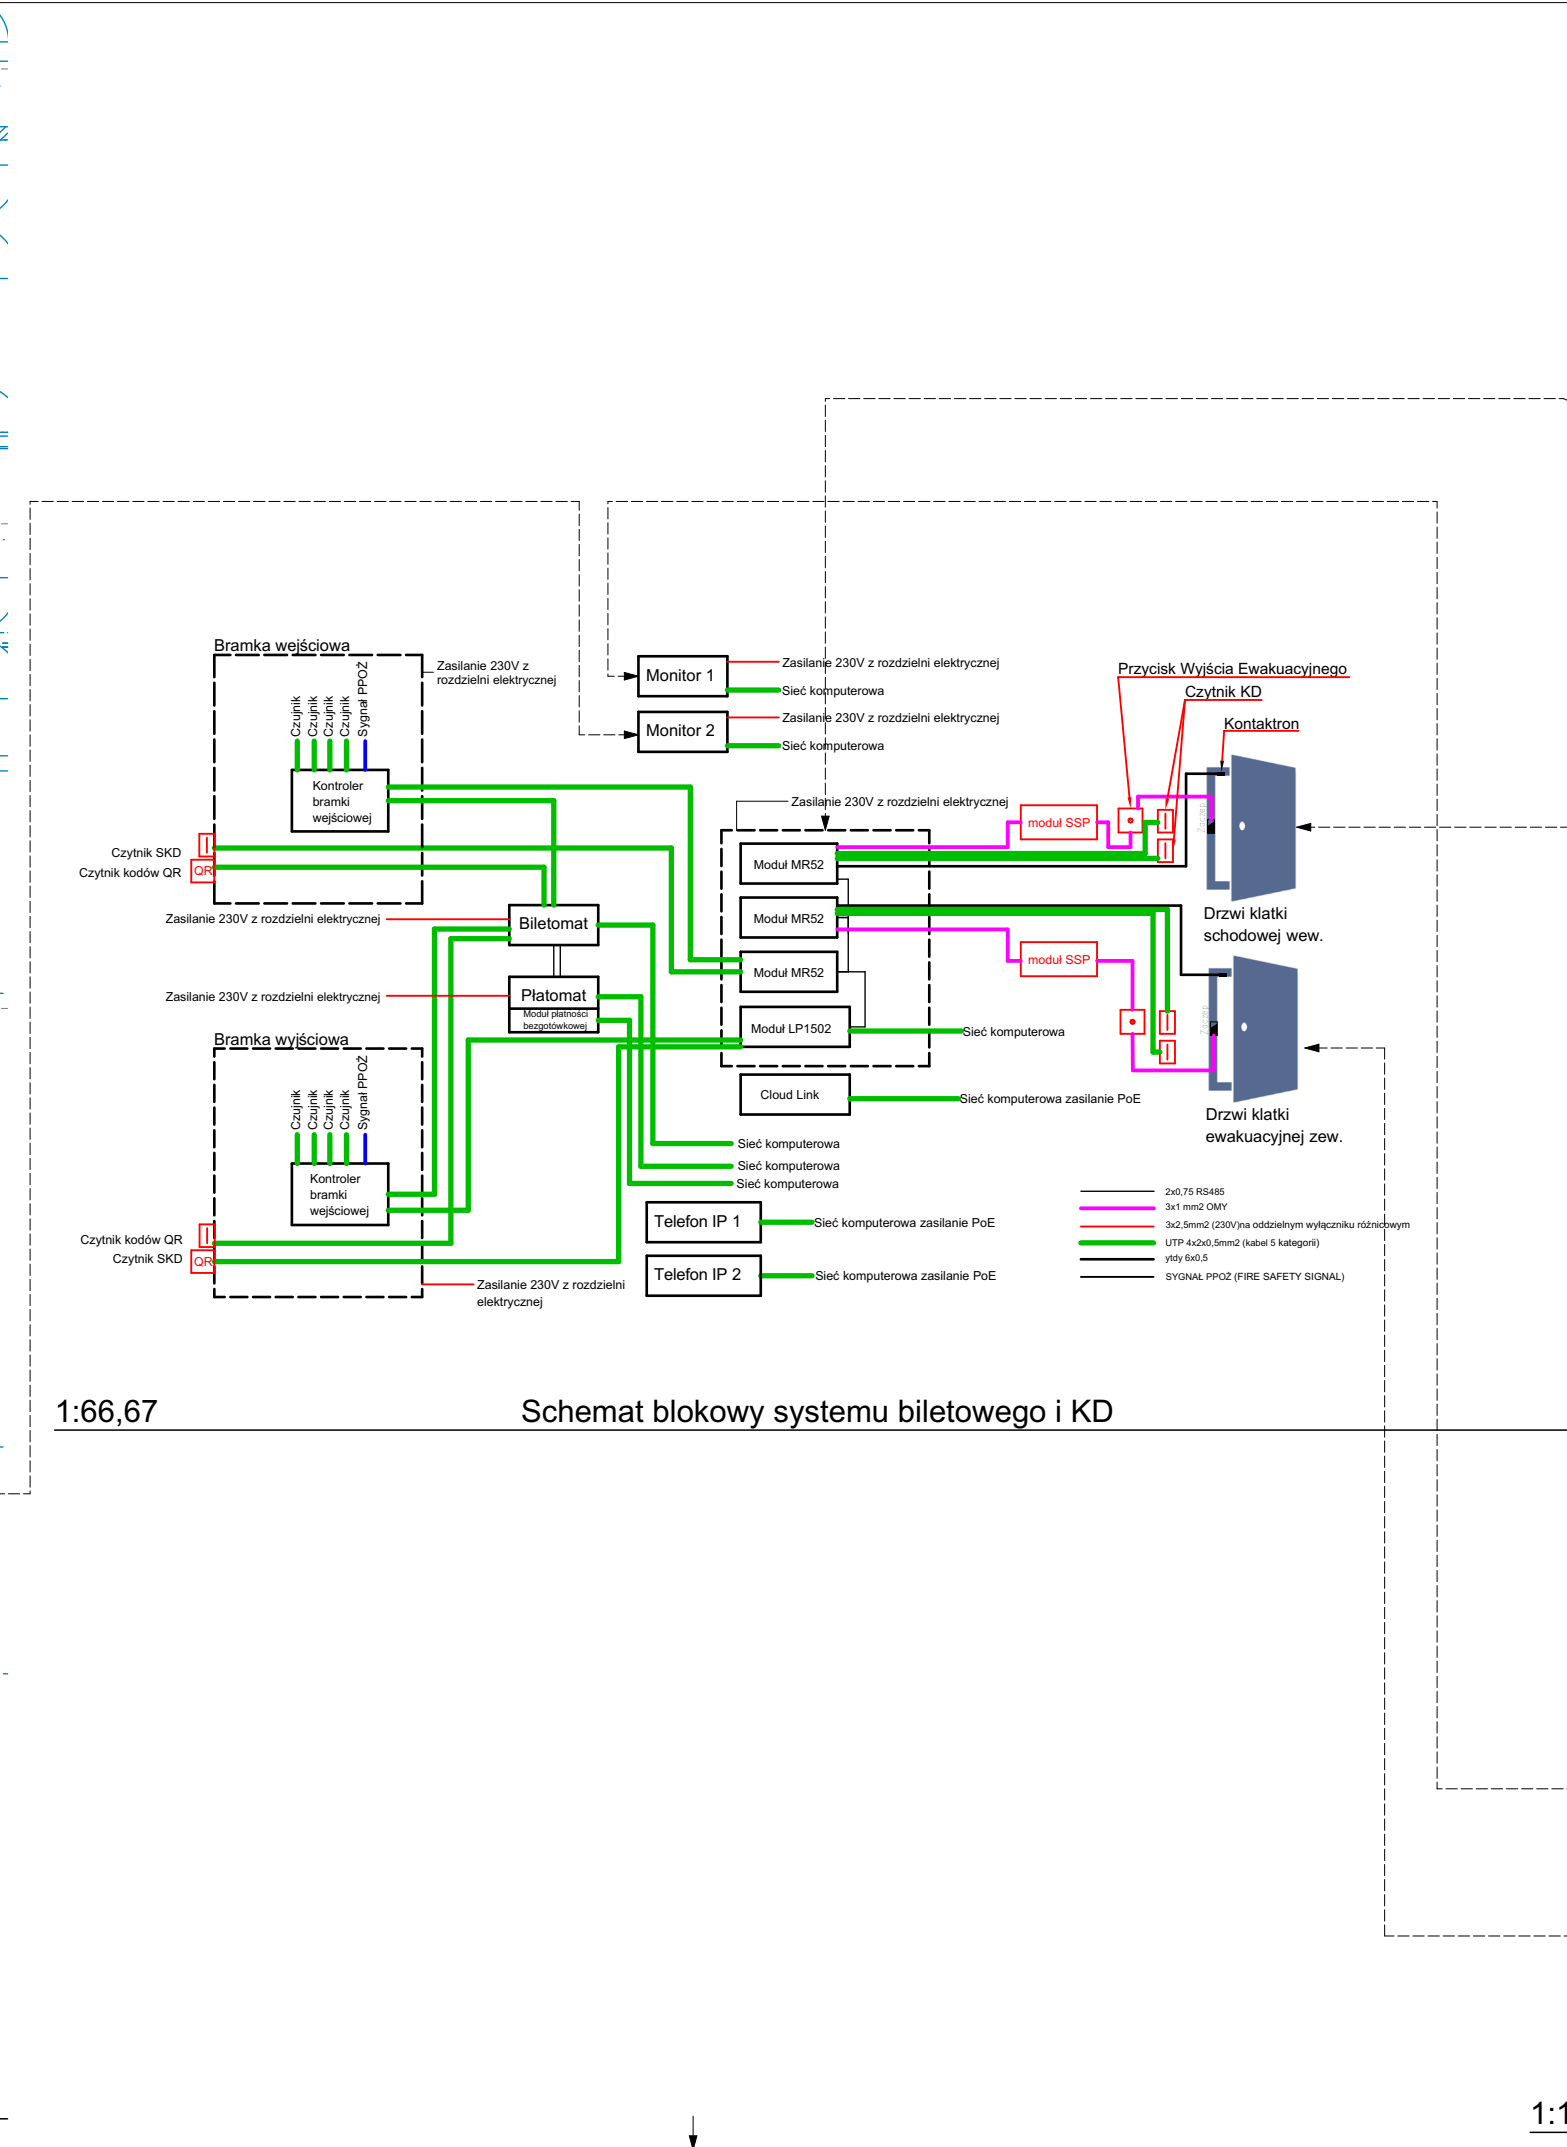 Bramka wejściowa
Zasilanie 230V z
rozdzielni elektrycznej
Czujnik
Czujnik
Czujnik
Czujnik
Sygnał PPOŻ
Kontroler
bramki
wejściowej
Czytnik SKD
Czytnik kodów QR
QR
Monitor 1
Zasilanie 230V z rozdzielni elektrycznej
Sieć komputerowa
Monitor 2
Zasilanie 230V z rozdzielni elektrycznej
Sieć komputerowa
Przycisk Wyjścia Ewakuacyjnego
Czytnik KD
Kontaktron
Zasilanie 230V z rozdzielni elektrycznej
moduł SSP
Zaczep
Moduł MR52
Moduł MR52
Moduł MR52
Moduł LP1502
Sieć komputerowa
Drzwi klatki
schodowej wew.
moduł SSP
Zaczep
Drzwi klatki
ewakuacyjnej zew.
Zasilanie 230V z rozdzielni elektrycznej
Biletomat
Zasilanie 230V z rozdzielni elektrycznej
Płatomat
Moduł płatności
bezgotówkowej
Cloud Link
Sieć komputerowa zasilanie PoE
Bramka wyjściowa
Czujnik
Czujnik
Czujnik
Czujnik
Sygnał PPOŻ
Kontroler
bramki
wejściowej
Czytnik kodów QR
Czytnik SKD
QR
Zasilanie 230V z rozdzielni
elektrycznej
Sieć komputerowa
Sieć komputerowa
Sieć komputerowa
Telefon IP 1
Sieć komputerowa zasilanie PoE
Telefon IP 2
Sieć komputerowa zasilanie PoE
2x0,75 RS485
3x1 mm2 OMY
3x2,5mm2 (230V)na oddzielnym wyłączniku różnicowym
UTP 4x2x0,5mm2 (kabel 5 kategorii)
ytdy 6x0,5
SYGNAŁ PPOŻ (FIRE SAFETY SIGNAL)
1:66,67
Schemat blokowy systemu biletowego i KD
1:1